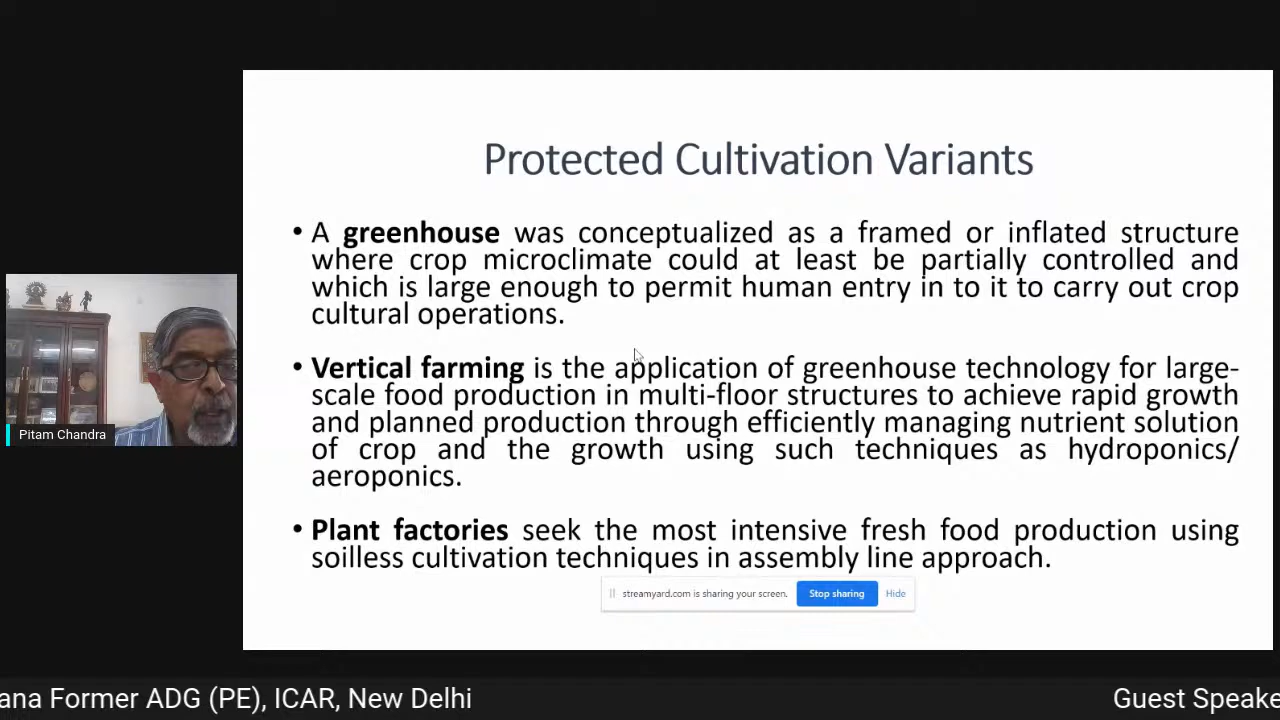 Protected Cultivation Variants
• A greenhouse was conceptualized as a framed or inflated structure
where crop microclimate could at least be partially controlled and
which is large enough to permit human entry in to it to carry out crop
cultural operations.
• Vertical farming is the application of greenhouse technology for large-
scale food production in multi-floor structures to achieve rapid growth
and planned production through efficiently managing nutrient solution
of crop and the growth using such techniques as hydroponics/
aeroponics.
• Plant factories seek the most intensive fresh food production using
soilless cultivation techniques in assembly line approach.
streamyard.com is sharing your screen. Stop sharing Hide
Pitam Chandra
ana Former ADG (PE), ICAR, New Delhi
Guest Speake